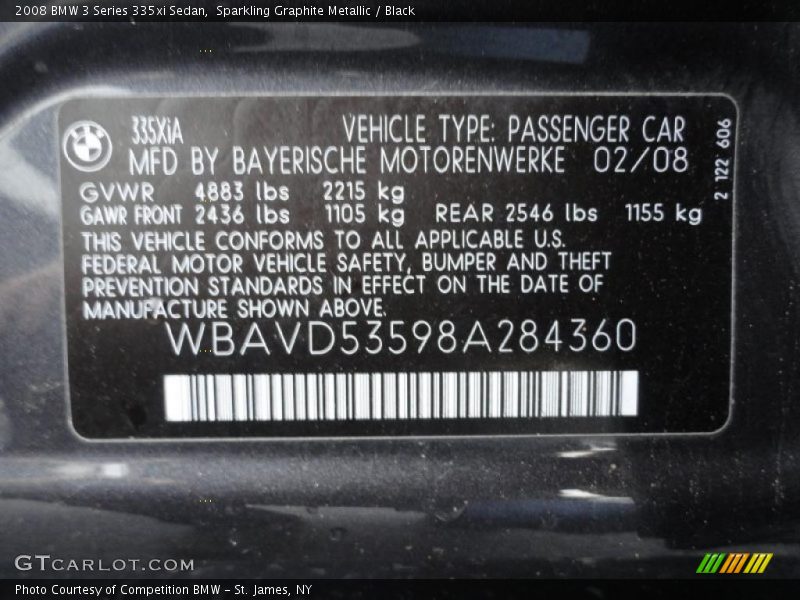 2008 BMW 3 Series 335xi Sedan, Sparkling Graphite Metallic / Black
BMW
335XiA VEHICLE TYPE: PASSENGER CAR
MFD BY BAYERISCHE MOTORENWERKE 02/08
2 122 606
GVWR 4883 lbs 2215 kg
GAWR FRONT 2436 lbs 1105 kg REAR 2546 lbs 1155 kg
THIS VEHICLE CONFORMS TO ALL APPLICABLE U.S.
FEDERAL MOTOR VEHICLE SAFETY, BUMPER AND THEFT
PREVENTION STANDARDS IN EFFECT ON THE DATE OF
MANUFACTURE SHOWN ABOVE.
WBAVD53598A284360
GTCARLOT.COM
Photo Courtesy of Competition BMW - St. James, NY